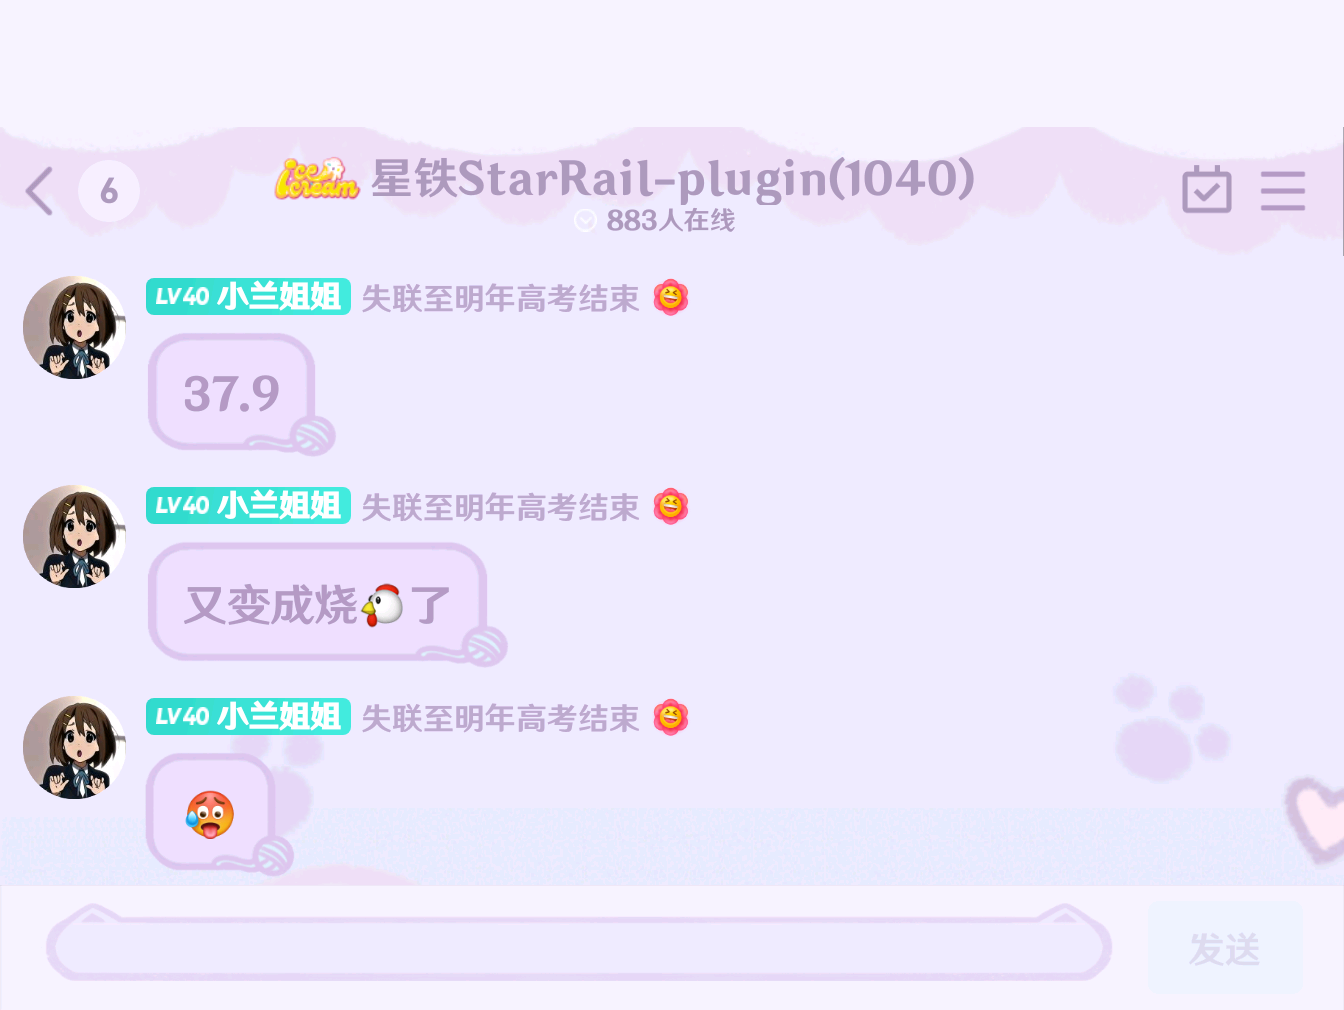 6
ice cream 星铁StarRail-plugin(1040)
883人在线
LV40 小兰姐姐 失联至明年高考结束
37.9
LV40 小兰姐姐 失联至明年高考结束
又变成烧🐔了
LV40 小兰姐姐 失联至明年高考结束
🥵
发送